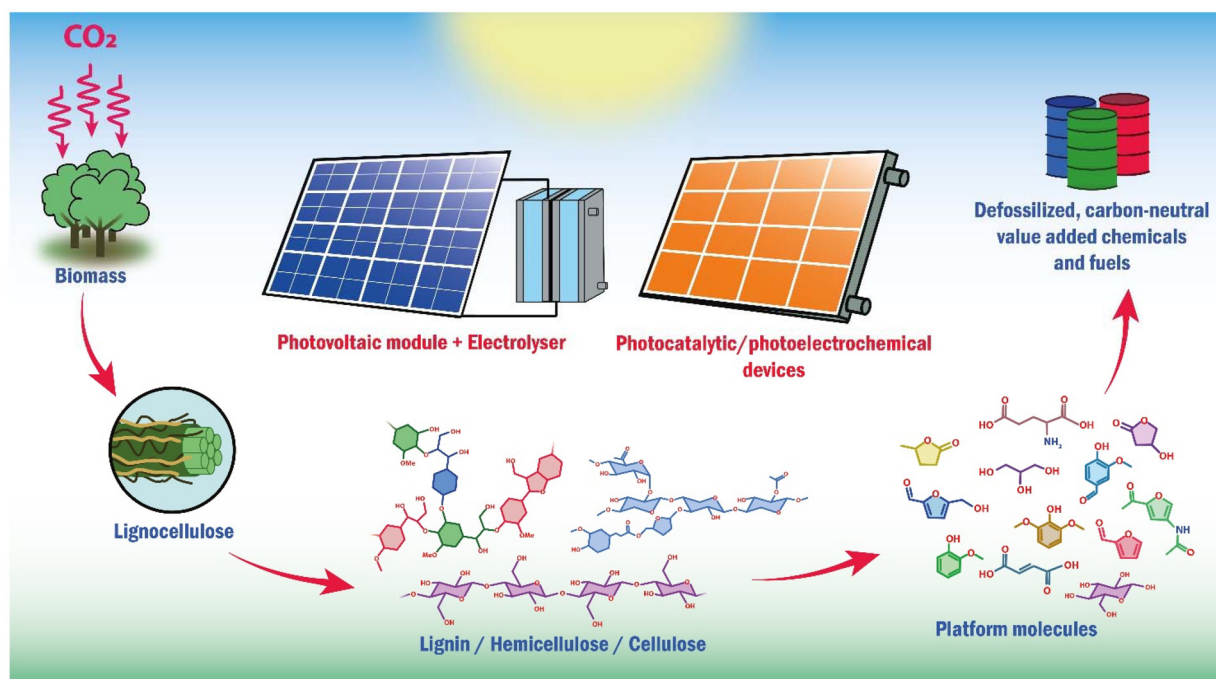 CO₂
Biomass
Lignocellulose
Photovoltaic module + Electrolyser
Photocatalytic/photoelectrochemical
devices
Defossilized, carbon-neutral
value added chemicals
and fuels
Lignin / Hemicellulose / Cellulose
Platform molecules